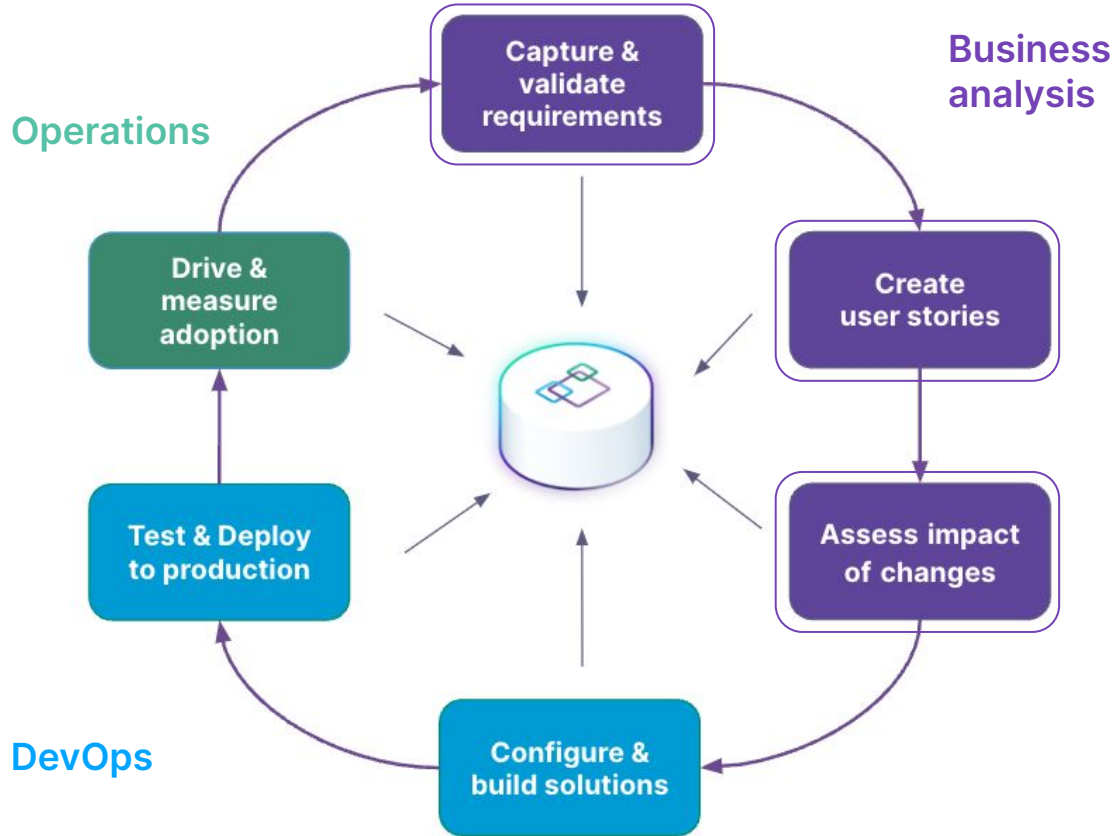 Capture &
validate
requirements
Business
analysis
Operations
Drive &
measure
adoption
Create
user stories
Test & Deploy
to production
Assess impact
of changes
DevOps
Configure &
build solutions